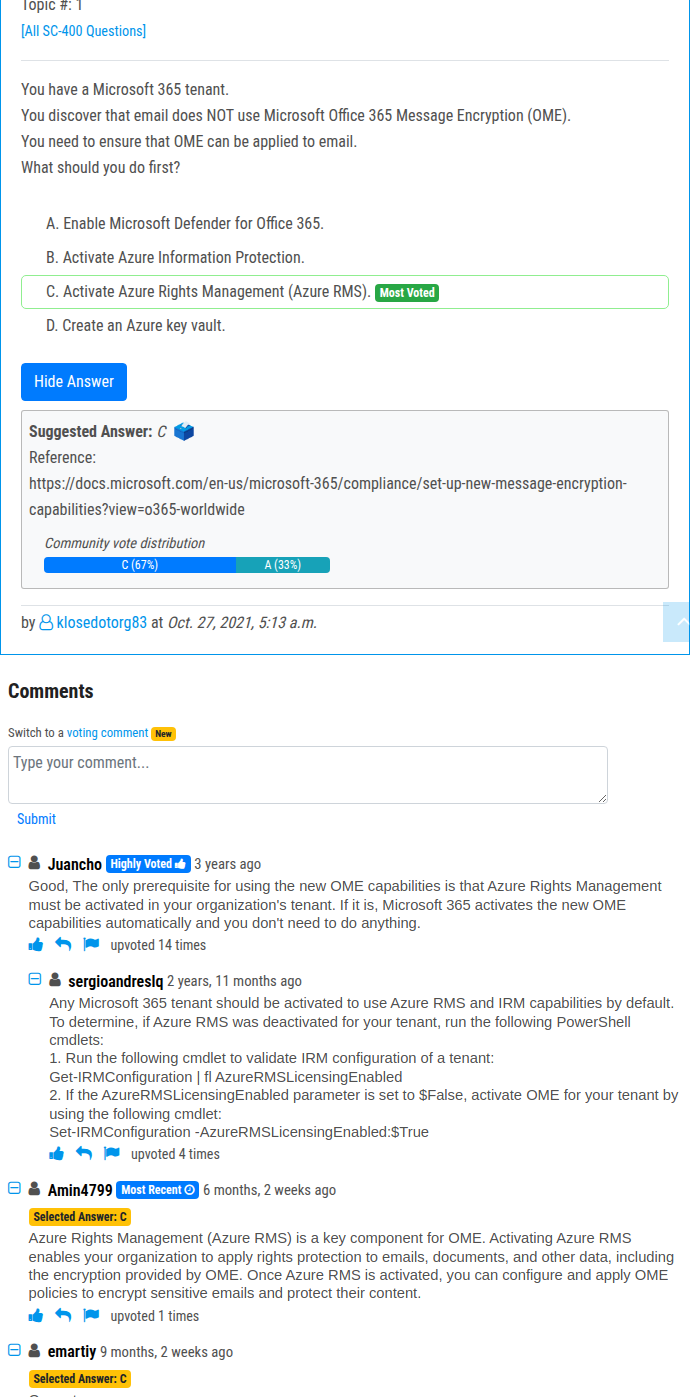 Topic #: 1
[All SC-400 Questions]
You have a Microsoft 365 tenant.
You discover that email does NOT use Microsoft Office 365 Message Encryption (OME).
You need to ensure that OME can be applied to email.
What should you do first?
A. Enable Microsoft Defender for Office 365.
B. Activate Azure Information Protection.
C. Activate Azure Rights Management (Azure RMS). Most Voted
D. Create an Azure key vault.
Hide Answer
Suggested Answer: C
Reference:
https://docs.microsoft.com/en-us/microsoft-365/compliance/set-up-new-message-encryption-
capabilities?view=o365-worldwide
Community vote distribution
C (67%) A (33%)
by klosedotorg83 at Oct. 27, 2021, 5:13 a.m.
Comments
Switch to a voting comment New
Type your comment...
Submit
Juancho Highly Voted 3 years ago
Good, The only prerequisite for using the new OME capabilities is that Azure Rights Management
must be activated in your organization's tenant. If it is, Microsoft 365 activates the new OME
capabilities automatically and you don't need to do anything.
upvoted 14 times
sergioandreslq 2 years, 11 months ago
Any Microsoft 365 tenant should be activated to use Azure RMS and IRM capabilities by default.
To determine, if Azure RMS was deactivated for your tenant, run the following PowerShell
cmdlets:
1. Run the following cmdlet to validate IRM configuration of a tenant:
Get-IRMConfiguration | fl AzureRMSLicensingEnabled
2. If the AzureRMSLicensingEnabled parameter is set to $False, activate OME for your tenant by
using the following cmdlet:
Set-IRMConfiguration -AzureRMSLicensingEnabled:$True
upvoted 4 times
Amin4799 Most Recent 6 months, 2 weeks ago
Selected Answer: C
Azure Rights Management (Azure RMS) is a key component for OME. Activating Azure RMS
enables your organization to apply rights protection to emails, documents, and other data, including
the encryption provided by OME. Once Azure RMS is activated, you can configure and apply OME
policies to encrypt sensitive emails and protect their content.
upvoted 1 times
emartiy 9 months, 2 weeks ago
Selected Answer: C